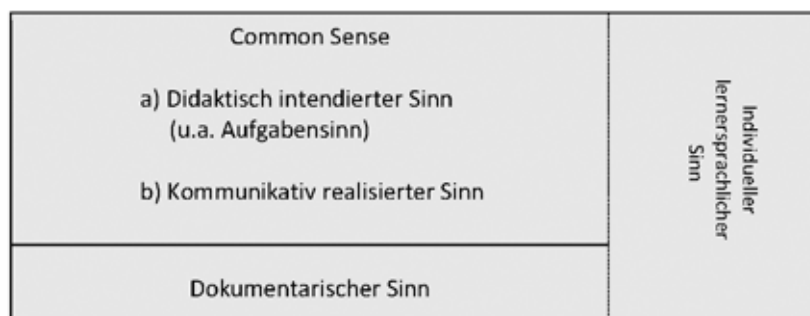 Common Sense
a) Didaktisch intendierter Sinn
(u.a. Aufgabensinn)
b) Kommunikativ realisierter Sinn
Dokumentarischer Sinn
Individueller
lernersprachlicher
Sinn